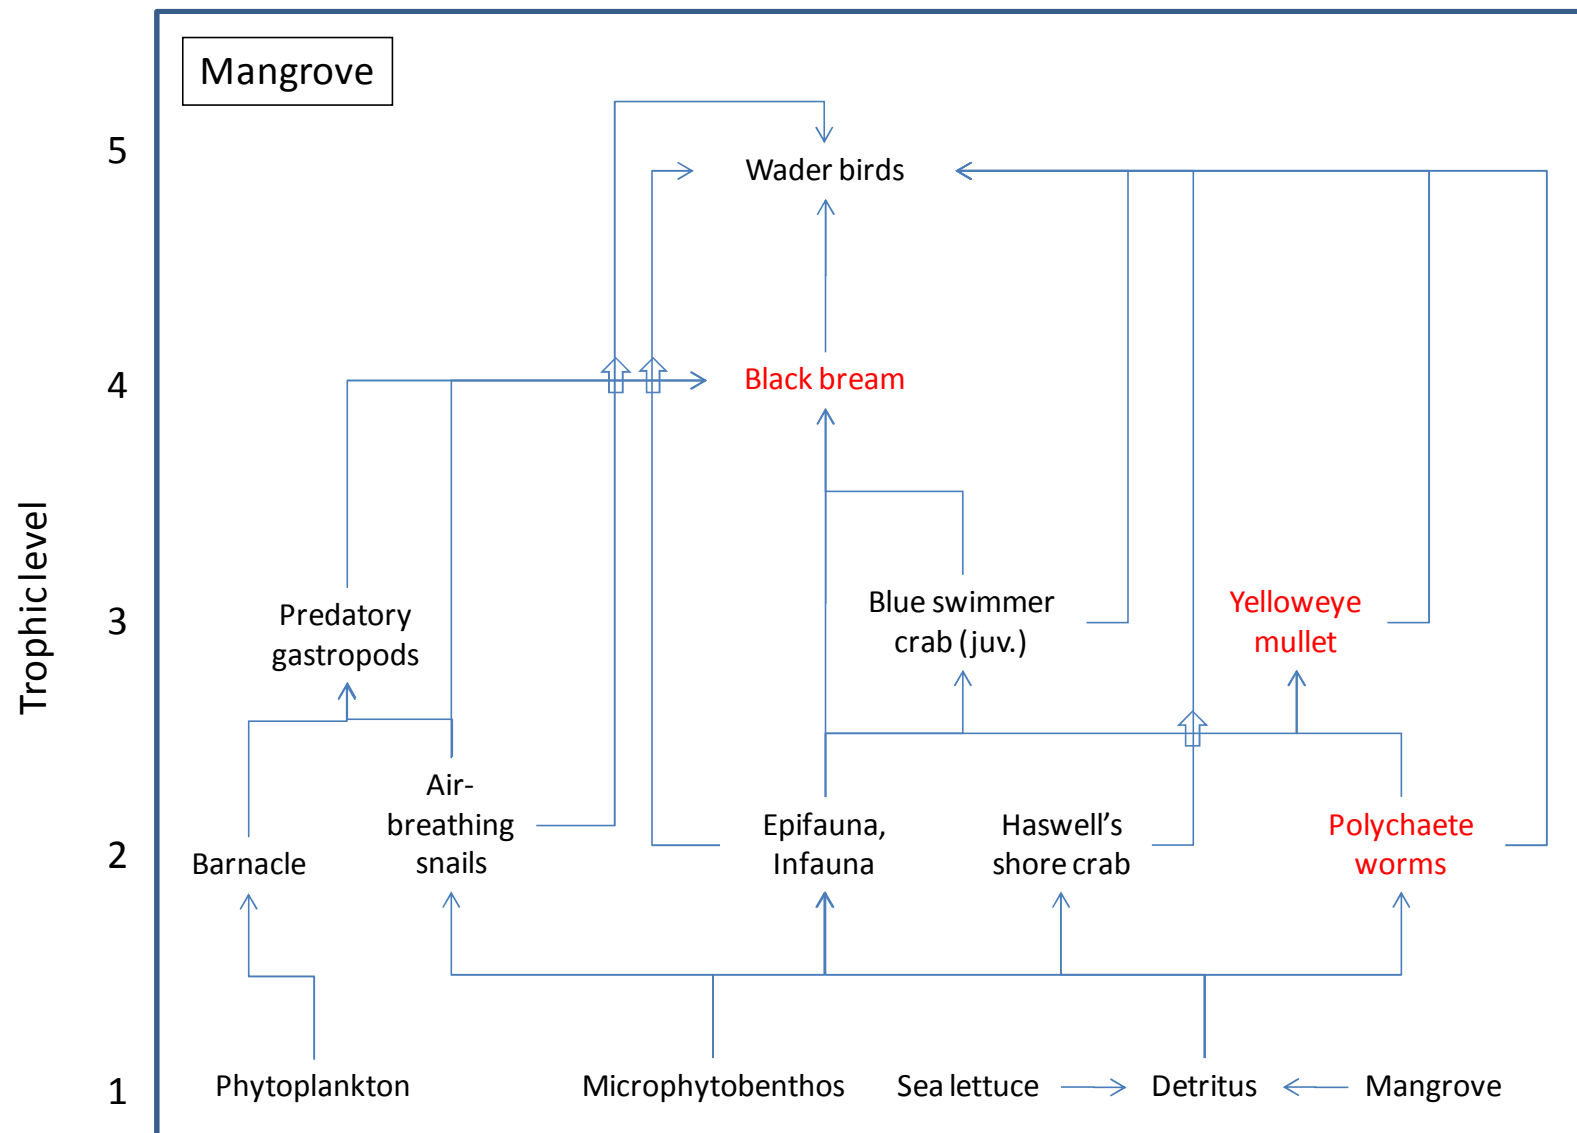 Mangrove
5
Wader birds
4
Black bream
Trophic level
3
Predatory
gastropods
Blue swimmer
crab (juv.)
Yelloweye
mullet
2
Barnacle
Air-
breathing
snails
Epifauna,
Infauna
Haswell’s
shore crab
Polychaete
worms
1
Phytoplankton
Microphytobenthos
Sea lettuce
Detritus
Mangrove